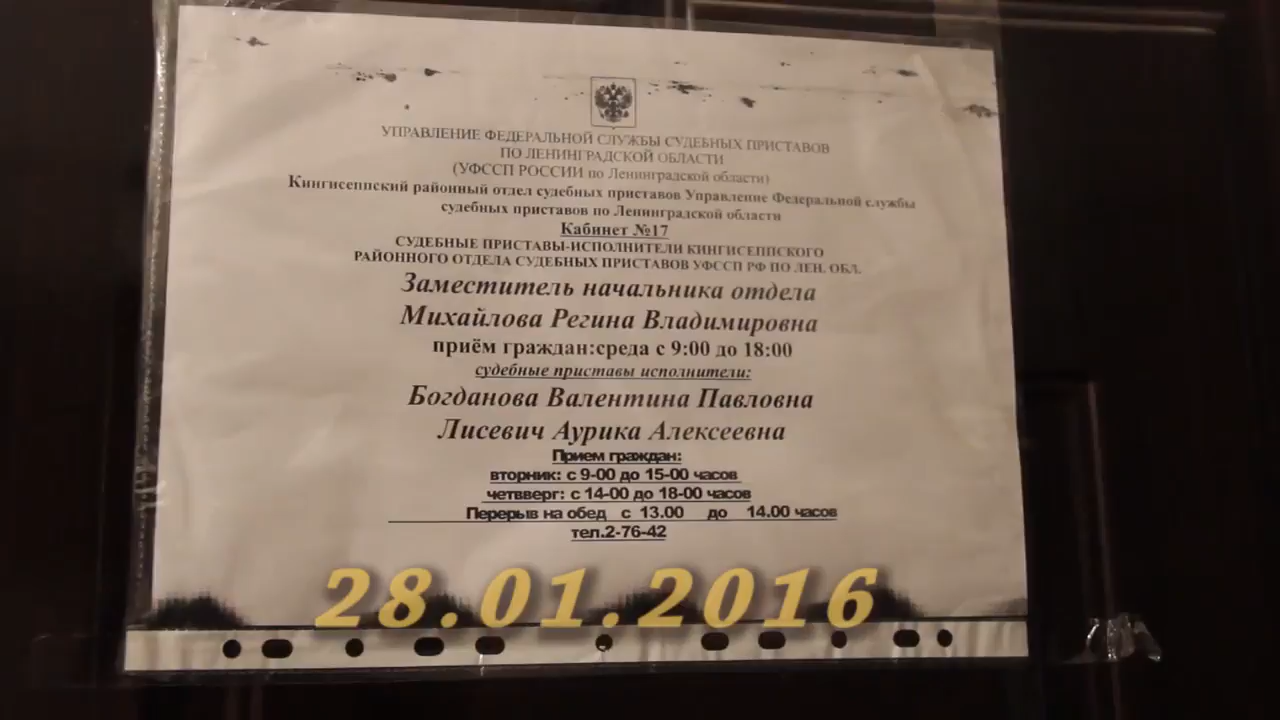 УПРАВЛЕНИЕ ФЕДЕРАЛЬНОЙ СЛУЖБЫ СУДЕБНЫХ ПРИСТАВОВ
ПО ЛЕНИНГРАДСКОЙ ОБЛАСТИ
(УФССП РОССИИ по Ленинградской области)
Кингисеппский районный отдел судебных приставов Управление Федеральной службы
судебных приставов по Ленинградской области
Кабинет №17
СУДЕБНЫЕ ПРИСТАВЫ-ИСПОЛНИТЕЛИ КИНГИСЕППСКОГО
РАЙОННОГО ОТДЕЛА СУДЕБНЫХ ПРИСТАВОВ УФССП РФ ПО ЛЕН. ОБЛ.
Заместитель начальника отдела
Михайлова Регина Владимировна
приём граждан:среда с 9:00 до 18:00
судебные приставы исполнители:
Богданова Валентина Павловна
Лисевич Аурика Алексеевна
Прием граждан:
вторник: с 9-00 до 15-00 часов
четвверг: с 14-00 до 18-00 часов
Перерыв на обед с 13.00 до 14.00 часов
тел.2-76-42
28.01.2016